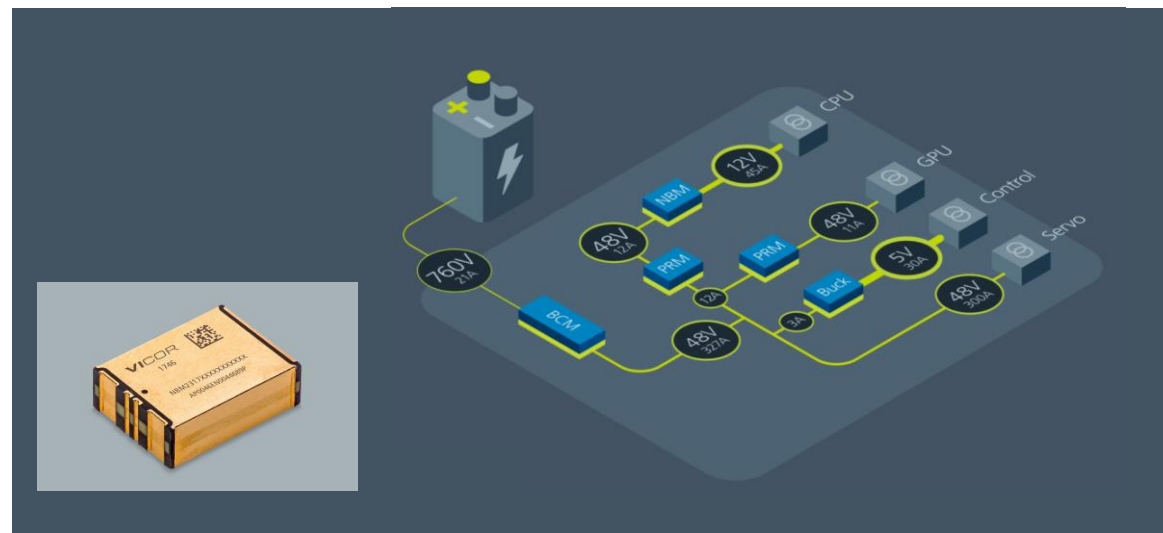 CPU
12V
45A
GPU
NBM
Control
48V
11A
48V
12A
Servo
PRM
5V
30A
760V
21A
PRM
Buck
12A
48V
300A
BCM
3A
48V
327A
VICOR
1746
NBM2317XXXXXXXXXXXX